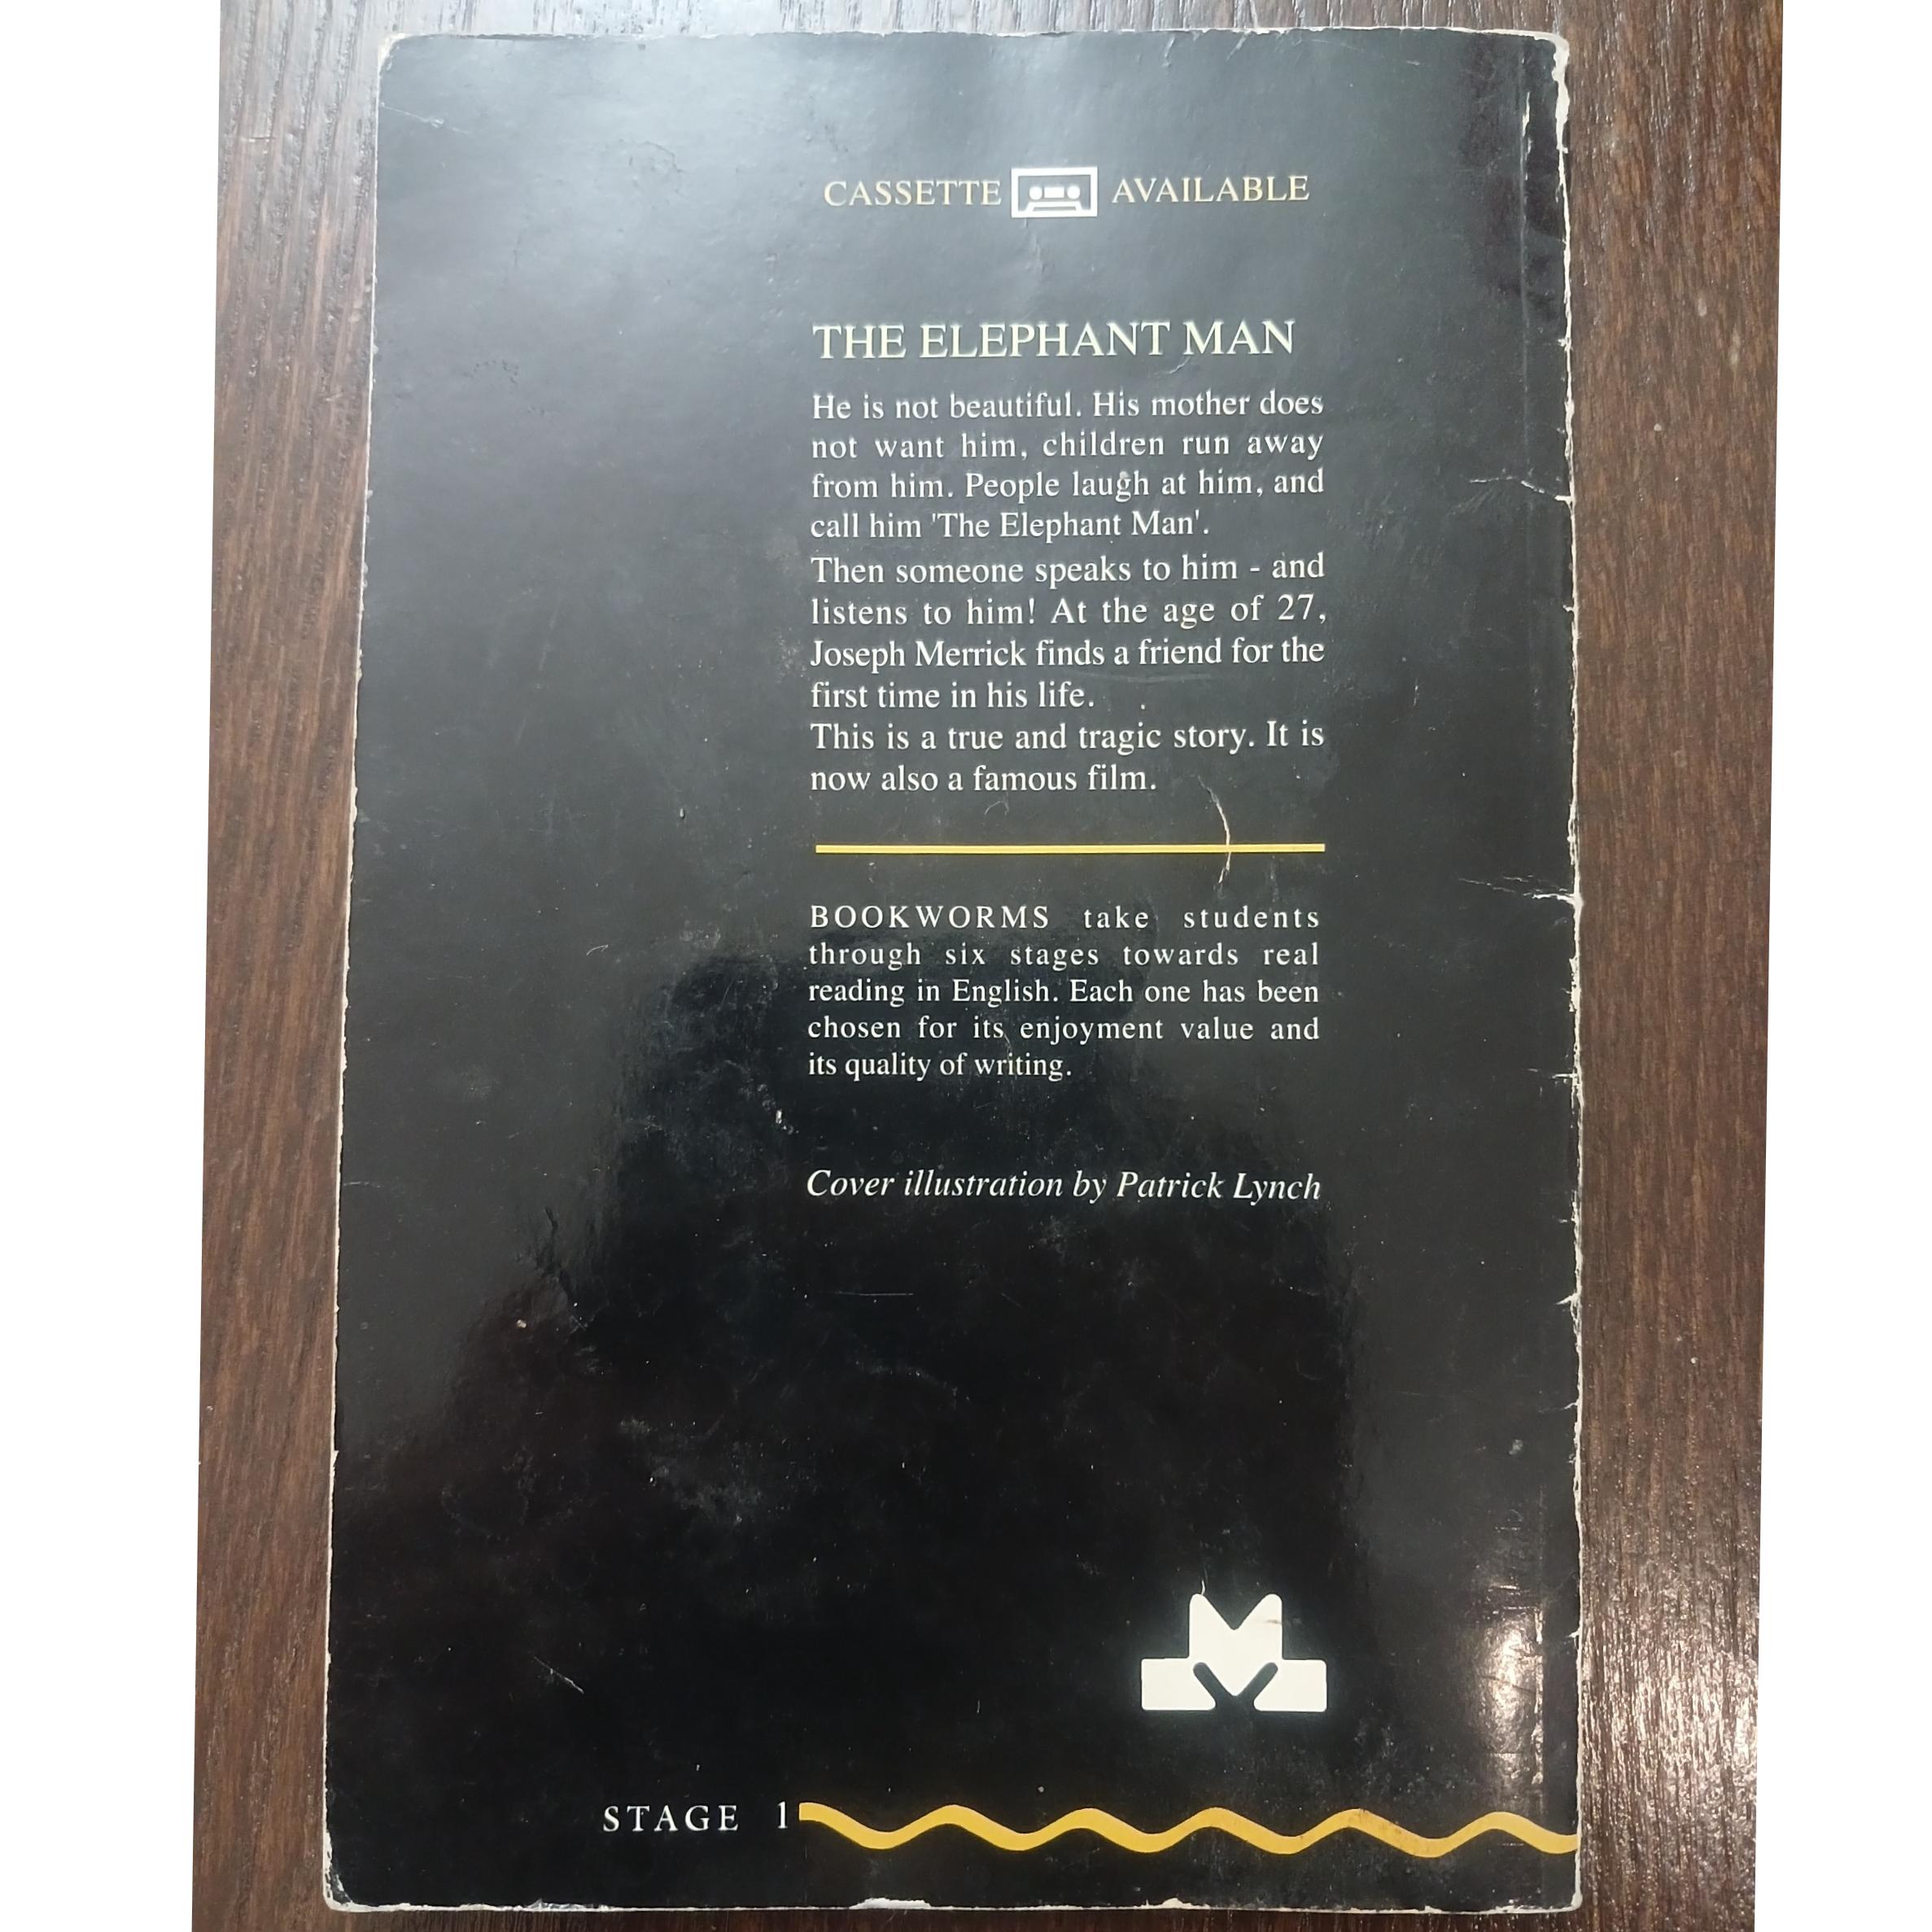 CASSETTE AVAILABLE
THE ELEPHANT MAN
He is not beautiful. His mother does
not want him, children run away
from him. People laugh at him, and
call him 'The Elephant Man'.
Then someone speaks to him - and
listens to him! At the age of 27,
Joseph Merrick finds a friend for the
first time in his life.
This is a true and tragic story. It is
now also a famous film.
BOOKWORMS take students
through six stages towards real
reading in English. Each one has been
chosen for its enjoyment value and
its quality of writing.
Cover illustration by Patrick Lynch
STAGE 1